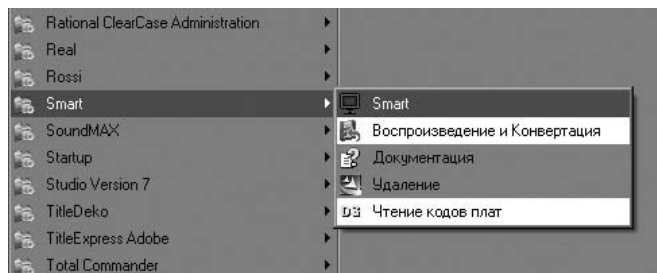 Rational ClearCase Administration
Real
Rossi
Smart
SoundMAX
Startup
Studio Version 7
TitleDeko
TitleExpress Adobe
Total Commander
Smart
Воспроизведение и Конвертация
Документация
Удаление
DS Чтение кодов плат